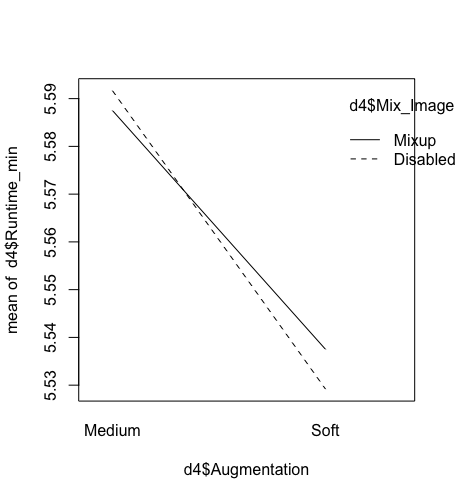 d4$Mix_Image
Mixup
Disabled
mean of d4$Runtime_min
5.59
5.58
5.57
5.56
5.55
5.54
5.53
Medium
Soft
d4$Augmentation